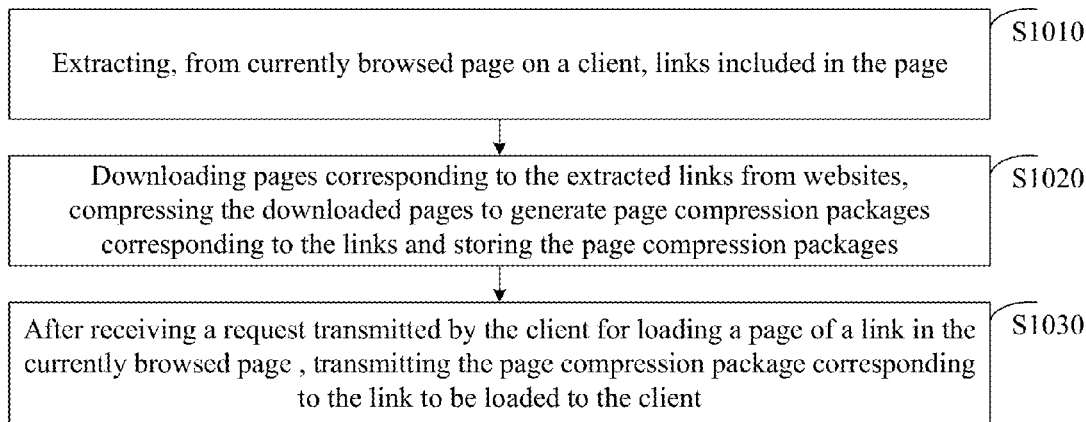 S1010
Extracting, from currently browsed page on a client, links included in the page
S1020
Downloading pages corresponding to the extracted links from websites,
compressing the downloaded pages to generate page compression packages
corresponding to the links and storing the page compression packages
S1030
After receiving a request transmitted by the client for loading a page of a link in the
currently browsed page , transmitting the page compression package corresponding
to the link to be loaded to the client